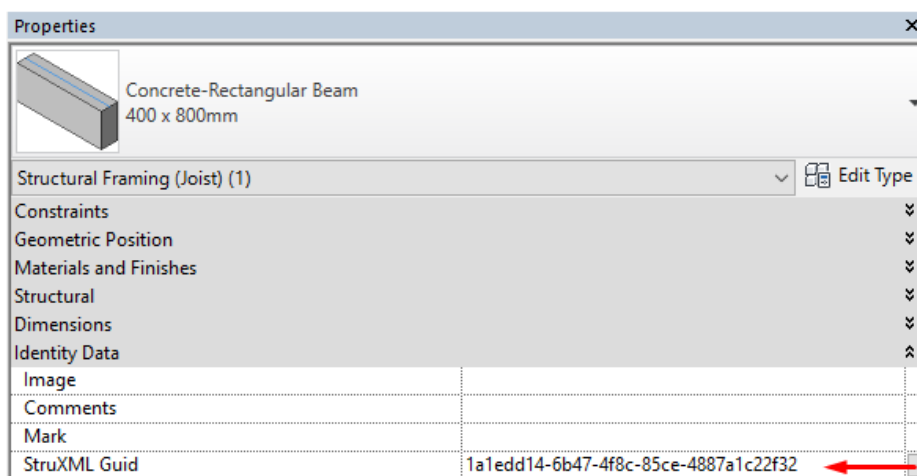 Properties
Concrete-Rectangular Beam
400 x 800mm
Structural Framing (Joist) (1)
Edit Type
Constraints
Geometric Position
Materials and Finishes
Structural
Dimensions
Identity Data
Image
Comments
Mark
StruXML Guid 1a1edd14-6b47-4f8c-85ce-4887a1c22f32